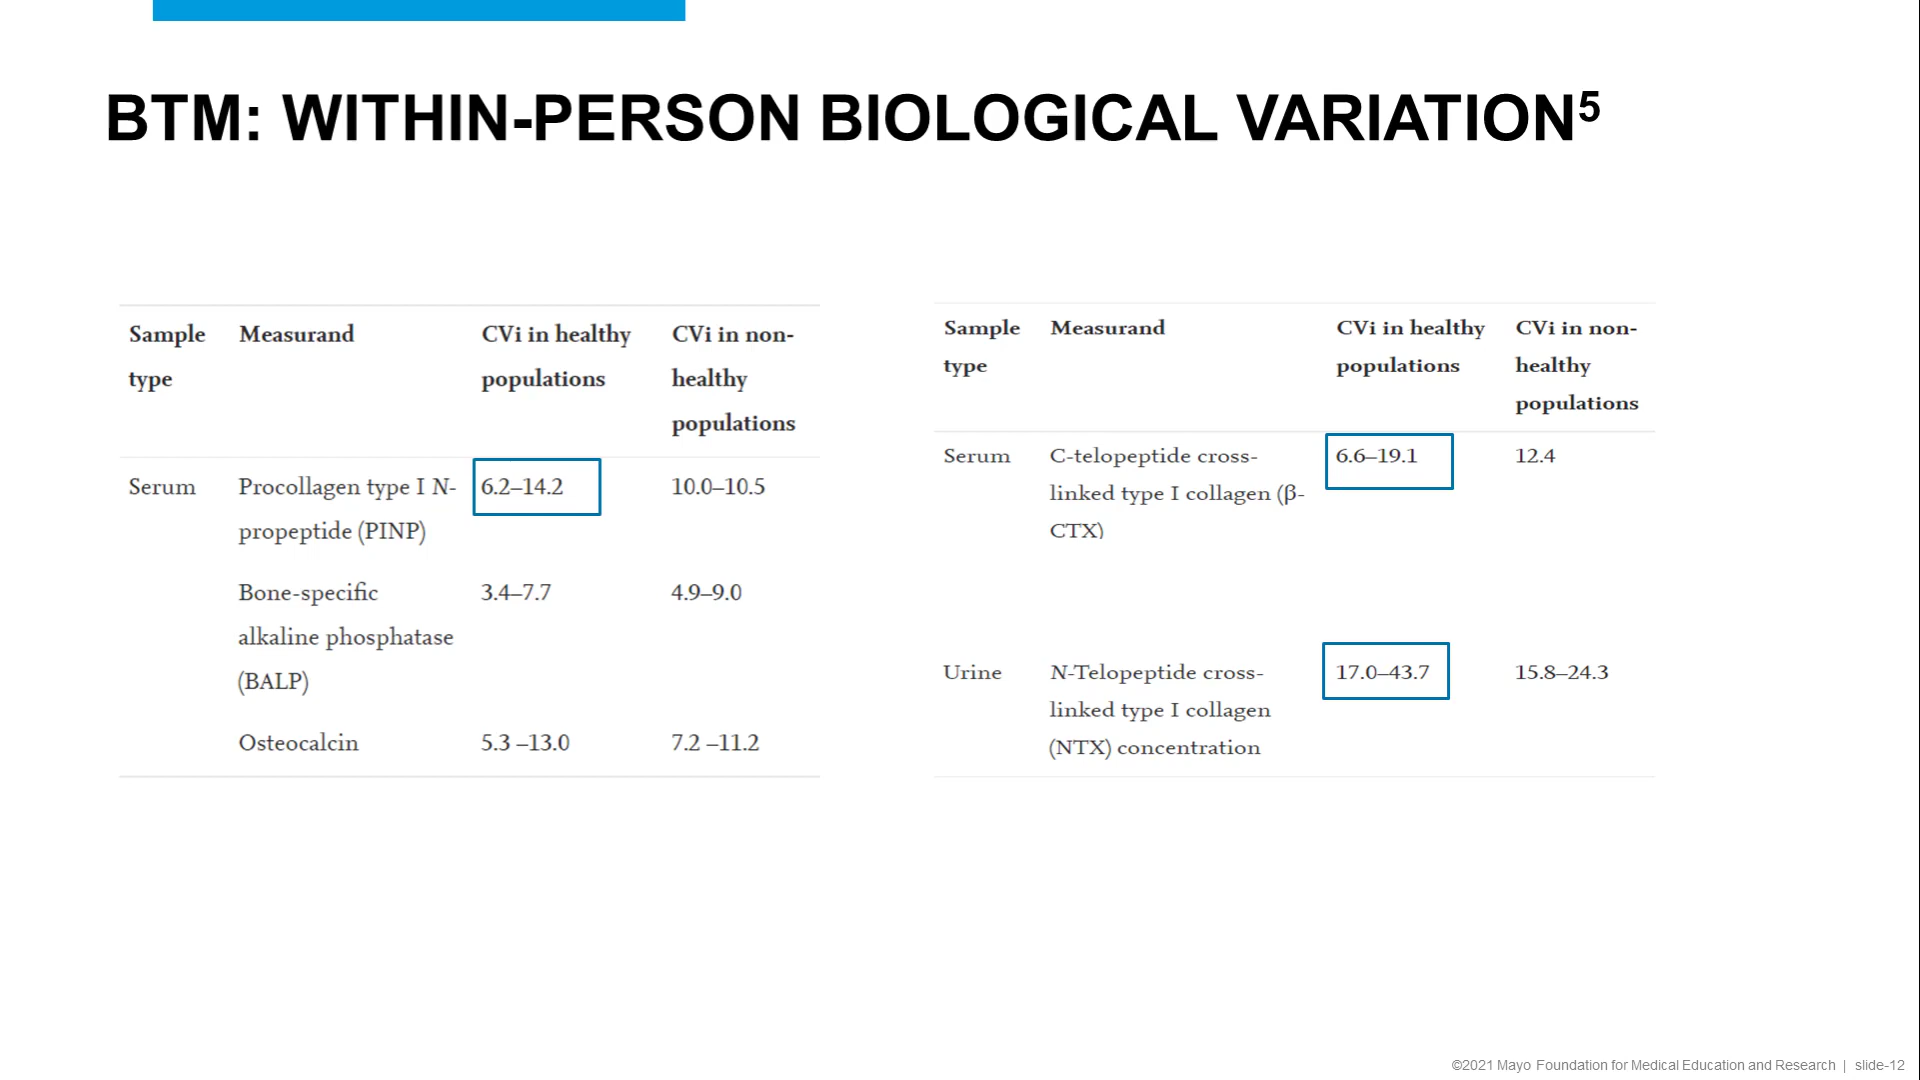 BTM: WITHIN-PERSON BIOLOGICAL VARIATION5
Sample Measurand CVi in healthy CVi in non-
type populations healthy
populations
Serum Procollagen type I N- 6.2–14.2 10.0–10.5
propeptide (PINP)
Bone-specific 3.4–7.7 4.9–9.0
alkaline phosphatase
(BALP)
Osteocalcin 5.3 –13.0 7.2 –11.2
Sample Measurand CVi in healthy CVi in non-
type populations healthy
populations
Serum C-telopeptide cross- 6.6–19.1 12.4
linked type I collagen (β-
CTX)
Urine N-Telopeptide cross- 17.0–43.7 15.8–24.3
linked type I collagen
(NTX) concentration
©2021 Mayo Foundation for Medical Education and Research | slide-12